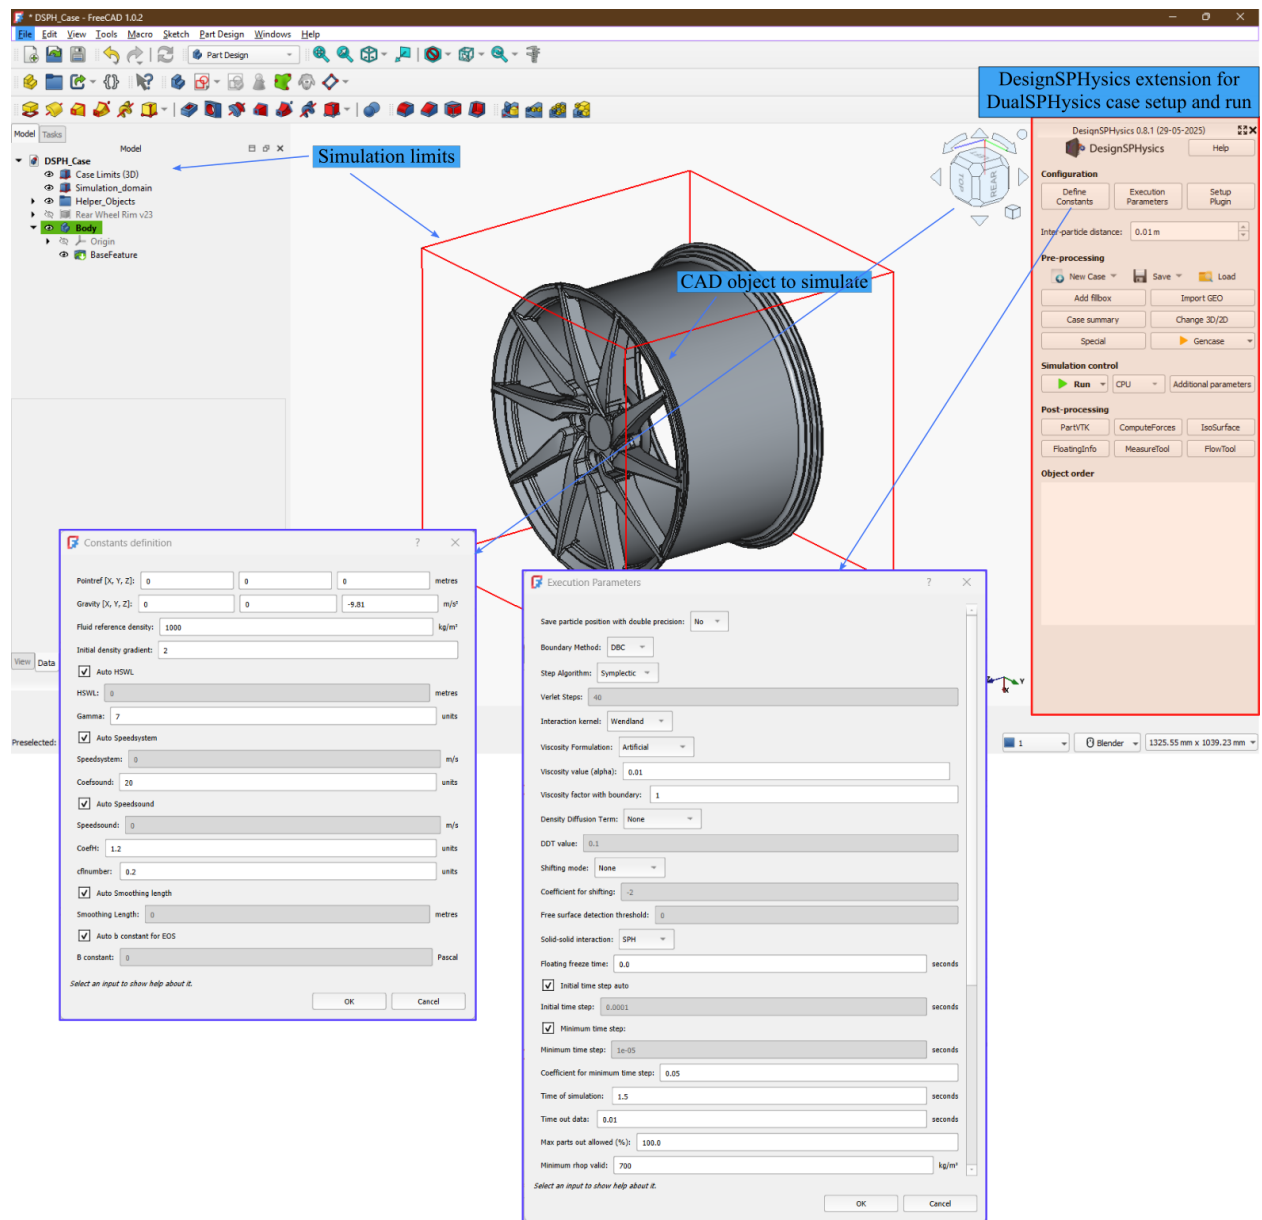 * DSPH_Case - FreeCAD 1.0.2
File Edit View Tools Macro Sketch Part Design Windows Help
Part Design
DesignSPHysics extension for
DualSPHysics case setup and run
Model Tasks
Model
DSPH_Case
Case Limits (3D)
Simulation_domain
Helper_Objects
Rear Wheel Rim v23
Body
Origin
BaseFeature
Simulation limits
CAD object to simulate
TOP
REAR
DesignSPHysics 0.8.1 (29-05-2025)
DesignSPHysics Help
Configuration
Define Constants
Execution Parameters
Setup Plugin
Inter-particle distance: 0.01 m
Pre-processing
New Case Save Load
Add fillbox Import GEO
Case summary Change 3D/2D
Special Gencase
Simulation control
Run CPU Additional parameters
Post-processing
PartVTK ComputeForces IsoSurface
FloatingInfo MeasureTool FlowTool
Object order
View Data
Preselected:
Y
X
1 Blender 1325.55 mm x 1039.23 mm
Constants definition ?
Pointref [X, Y, Z]: 0 0 0 metres
Gravity [X, Y, Z]: 0 0 -9.81 m/s²
Fluid reference density: 1000 kg/m³
Initial density gradient: 2
Auto HSWL
HSWL: 0 metres
Gamma: 7 units
Auto Speedsystem
Speedsystem: 0 m/s
Coefsound: 20 units
Auto Speedsound
Speedsound: 0 m/s
CoefH: 1.2 units
cflnumber: 0.2 units
Auto Smoothing length
Smoothing Length: 0 metres
Auto b constant for EOS
B constant: 0 Pascal
Select an input to show help about it.
OK Cancel
Execution Parameters ?
Save particle position with double precision: No
Boundary Method: DBC
Step Algorithm: Symplectic
Verlet Steps: 40
Interaction kernel: Wendland
Viscosity Formulation: Artificial
Viscosity value (alpha): 0.01
Viscosity factor with boundary: 1
Density Diffusion Term: None
DDT value: 0.1
Shifting mode: None
Coefficient for shifting: -2
Free surface detection threshold: 0
Solid-solid interaction: SPH
Floating freeze time: 0.0 seconds
Initial time step auto
Initial time step: 0.0001 seconds
Minimum time step:
Minimum time step: 1e-05 seconds
Coefficient for minimum time step: 0.05
Time of simulation: 1.5 seconds
Time out data: 0.01 seconds
Max parts out allowed (%): 100.0
Minimum rhop valid: 700 kg/m³
Select an input to show help about it.
OK Cancel